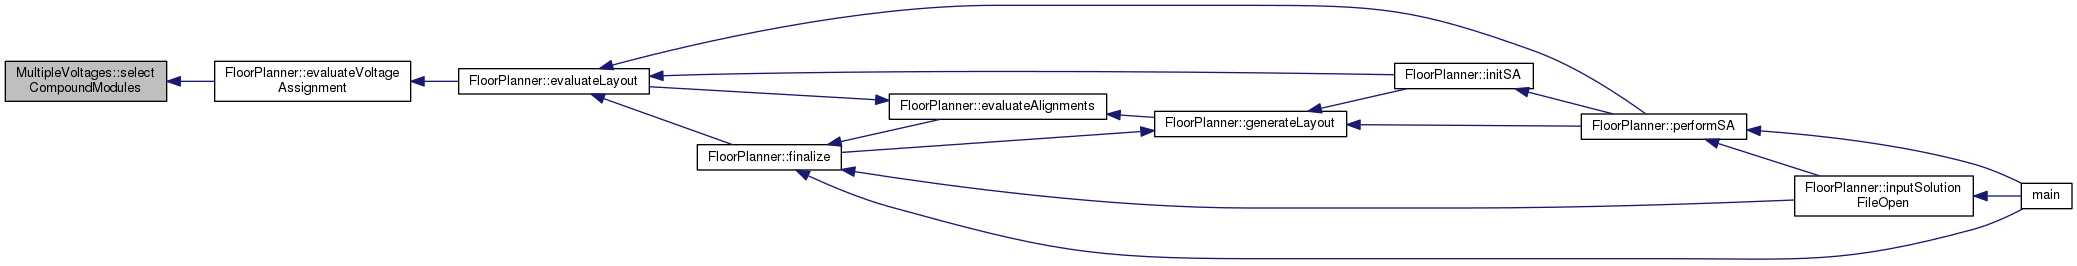 MultipleVoltages::select
CompoundModules
FloorPlanner::evaluateVoltage
Assignment
FloorPlanner::evaluateLayout
FloorPlanner::finalize
FloorPlanner::evaluateAlignments
FloorPlanner::generateLayout
FloorPlanner::initSA
FloorPlanner::performSA
FloorPlanner::inputSolution
FileOpen
main